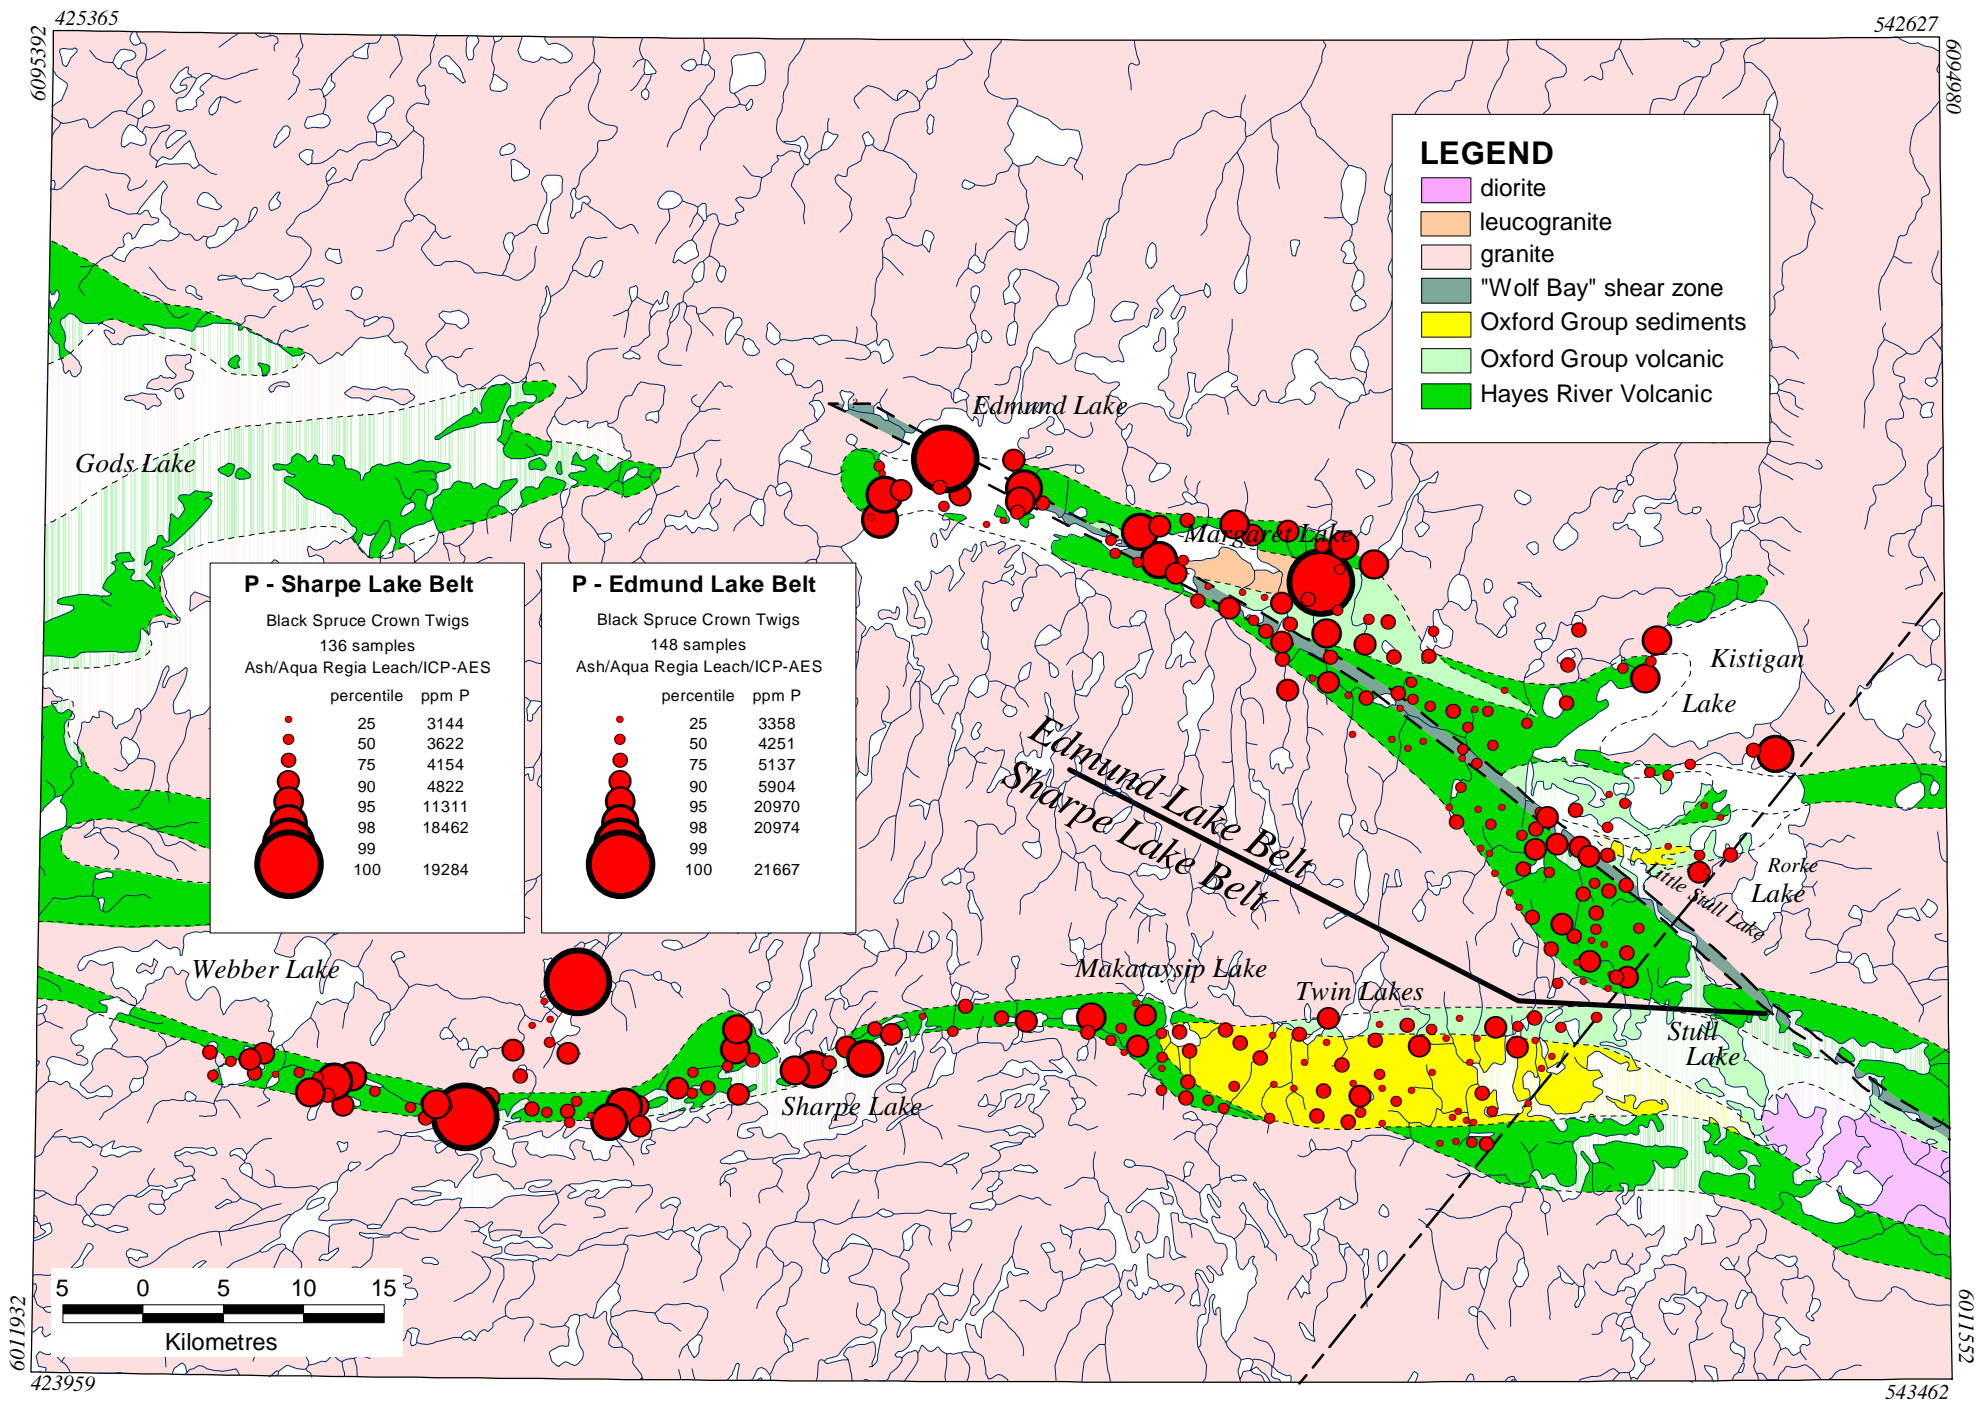 425365
542627
6095392
6094980
LEGEND
diorite
leucogranite
granite
"Wolf Bay" shear zone
Oxford Group sediments
Oxford Group volcanic
Hayes River Volcanic
Edmund Lake
Gods Lake
Margaret Lake
P - Sharpe Lake Belt
Black Spruce Crown Twigs
136 samples
Ash/Aqua Regia Leach/ICP-AES
percentile ppm P
25 3144
50 3622
75 4154
90 4822
95 11311
98 18462
99
100 19284
P - Edmund Lake Belt
Black Spruce Crown Twigs
148 samples
Ash/Aqua Regia Leach/ICP-AES
percentile ppm P
25 3358
50 4251
75 5137
90 5904
95 20970
98 20974
99
100 21667
Kistigan
Lake
Edmund Lake Belt
Sharpe Lake Belt
Rorke
Lake
Little Stull Lake
Webber Lake
Makataysip Lake
Twin Lakes
Stull
Lake
Sharpe Lake
5 0 5 10 15
Kilometres
6011932
6011552
423959
543462